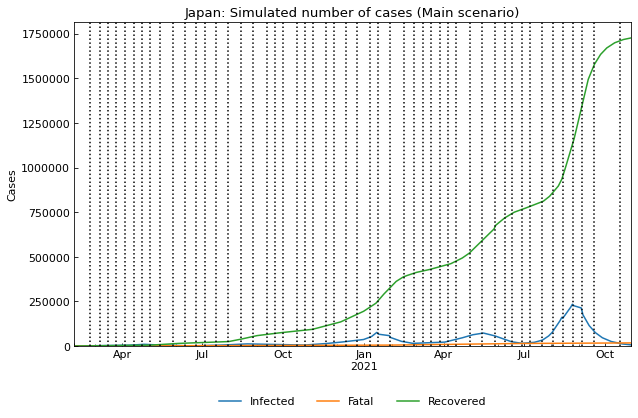 Japan: Simulated number of cases (Main scenario)
Cases
1750000
1500000
1250000
1000000
750000
500000
250000
0
Apr Jul Oct Jan Apr Jul Oct
2021
Infected Fatal Recovered